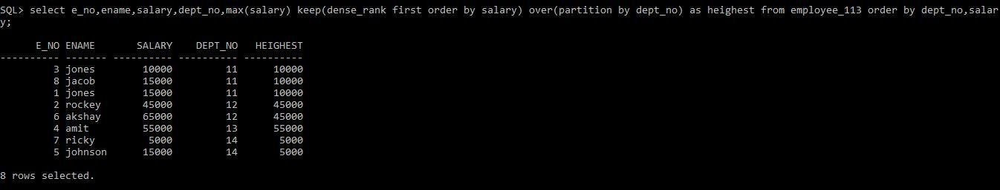 SQL> select e_no,ename,salary,dept_no,max(salary) keep(dense_rank first order by salary) over(partition by dept_no) as heighest from employee_113 order by dept_no,salar
y;
E_NO ENAME SALARY DEPT_NO HEIGHEST
---------- ------- ---------- ---------- ----------
3 jones 10000 11 10000
8 jacob 15000 11 10000
1 jones 15000 11 10000
2 rockey 45000 12 45000
6 akshay 65000 12 45000
4 amit 55000 13 55000
7 ricky 5000 14 5000
5 johnson 15000 14 5000
8 rows selected.